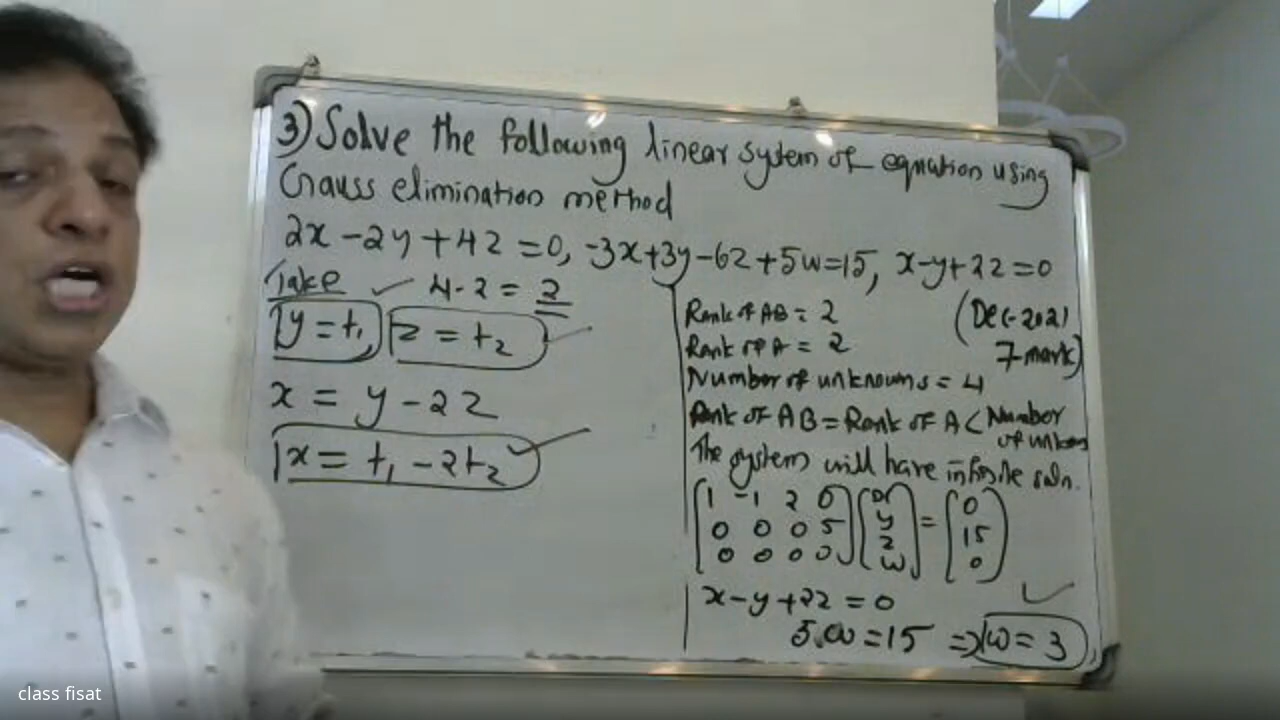 3) Solve the following linear system of equation using
Gauss elimination method
2x - 2y + 4z = 0, -3x+3y-6z+5w=15, x-y+2z=0
Take ✓ 4-2 = 2
y = t₁ z = t₂
x = y - 2z
x = t₁ - 2t₂
Rank of AB = 2 (Dec-2021
Rank of A = 2 7 mark)
Number of unknowns = 4
Rank of AB = Rank of A < Number
of unkns
The system will have infinite soln.
1 -1 2 0 x 0
0 0 0 5 y = 15
0 0 0 0 z 0
w
x - y + 2z = 0
5w = 15 ⇒ w = 3
class fisat